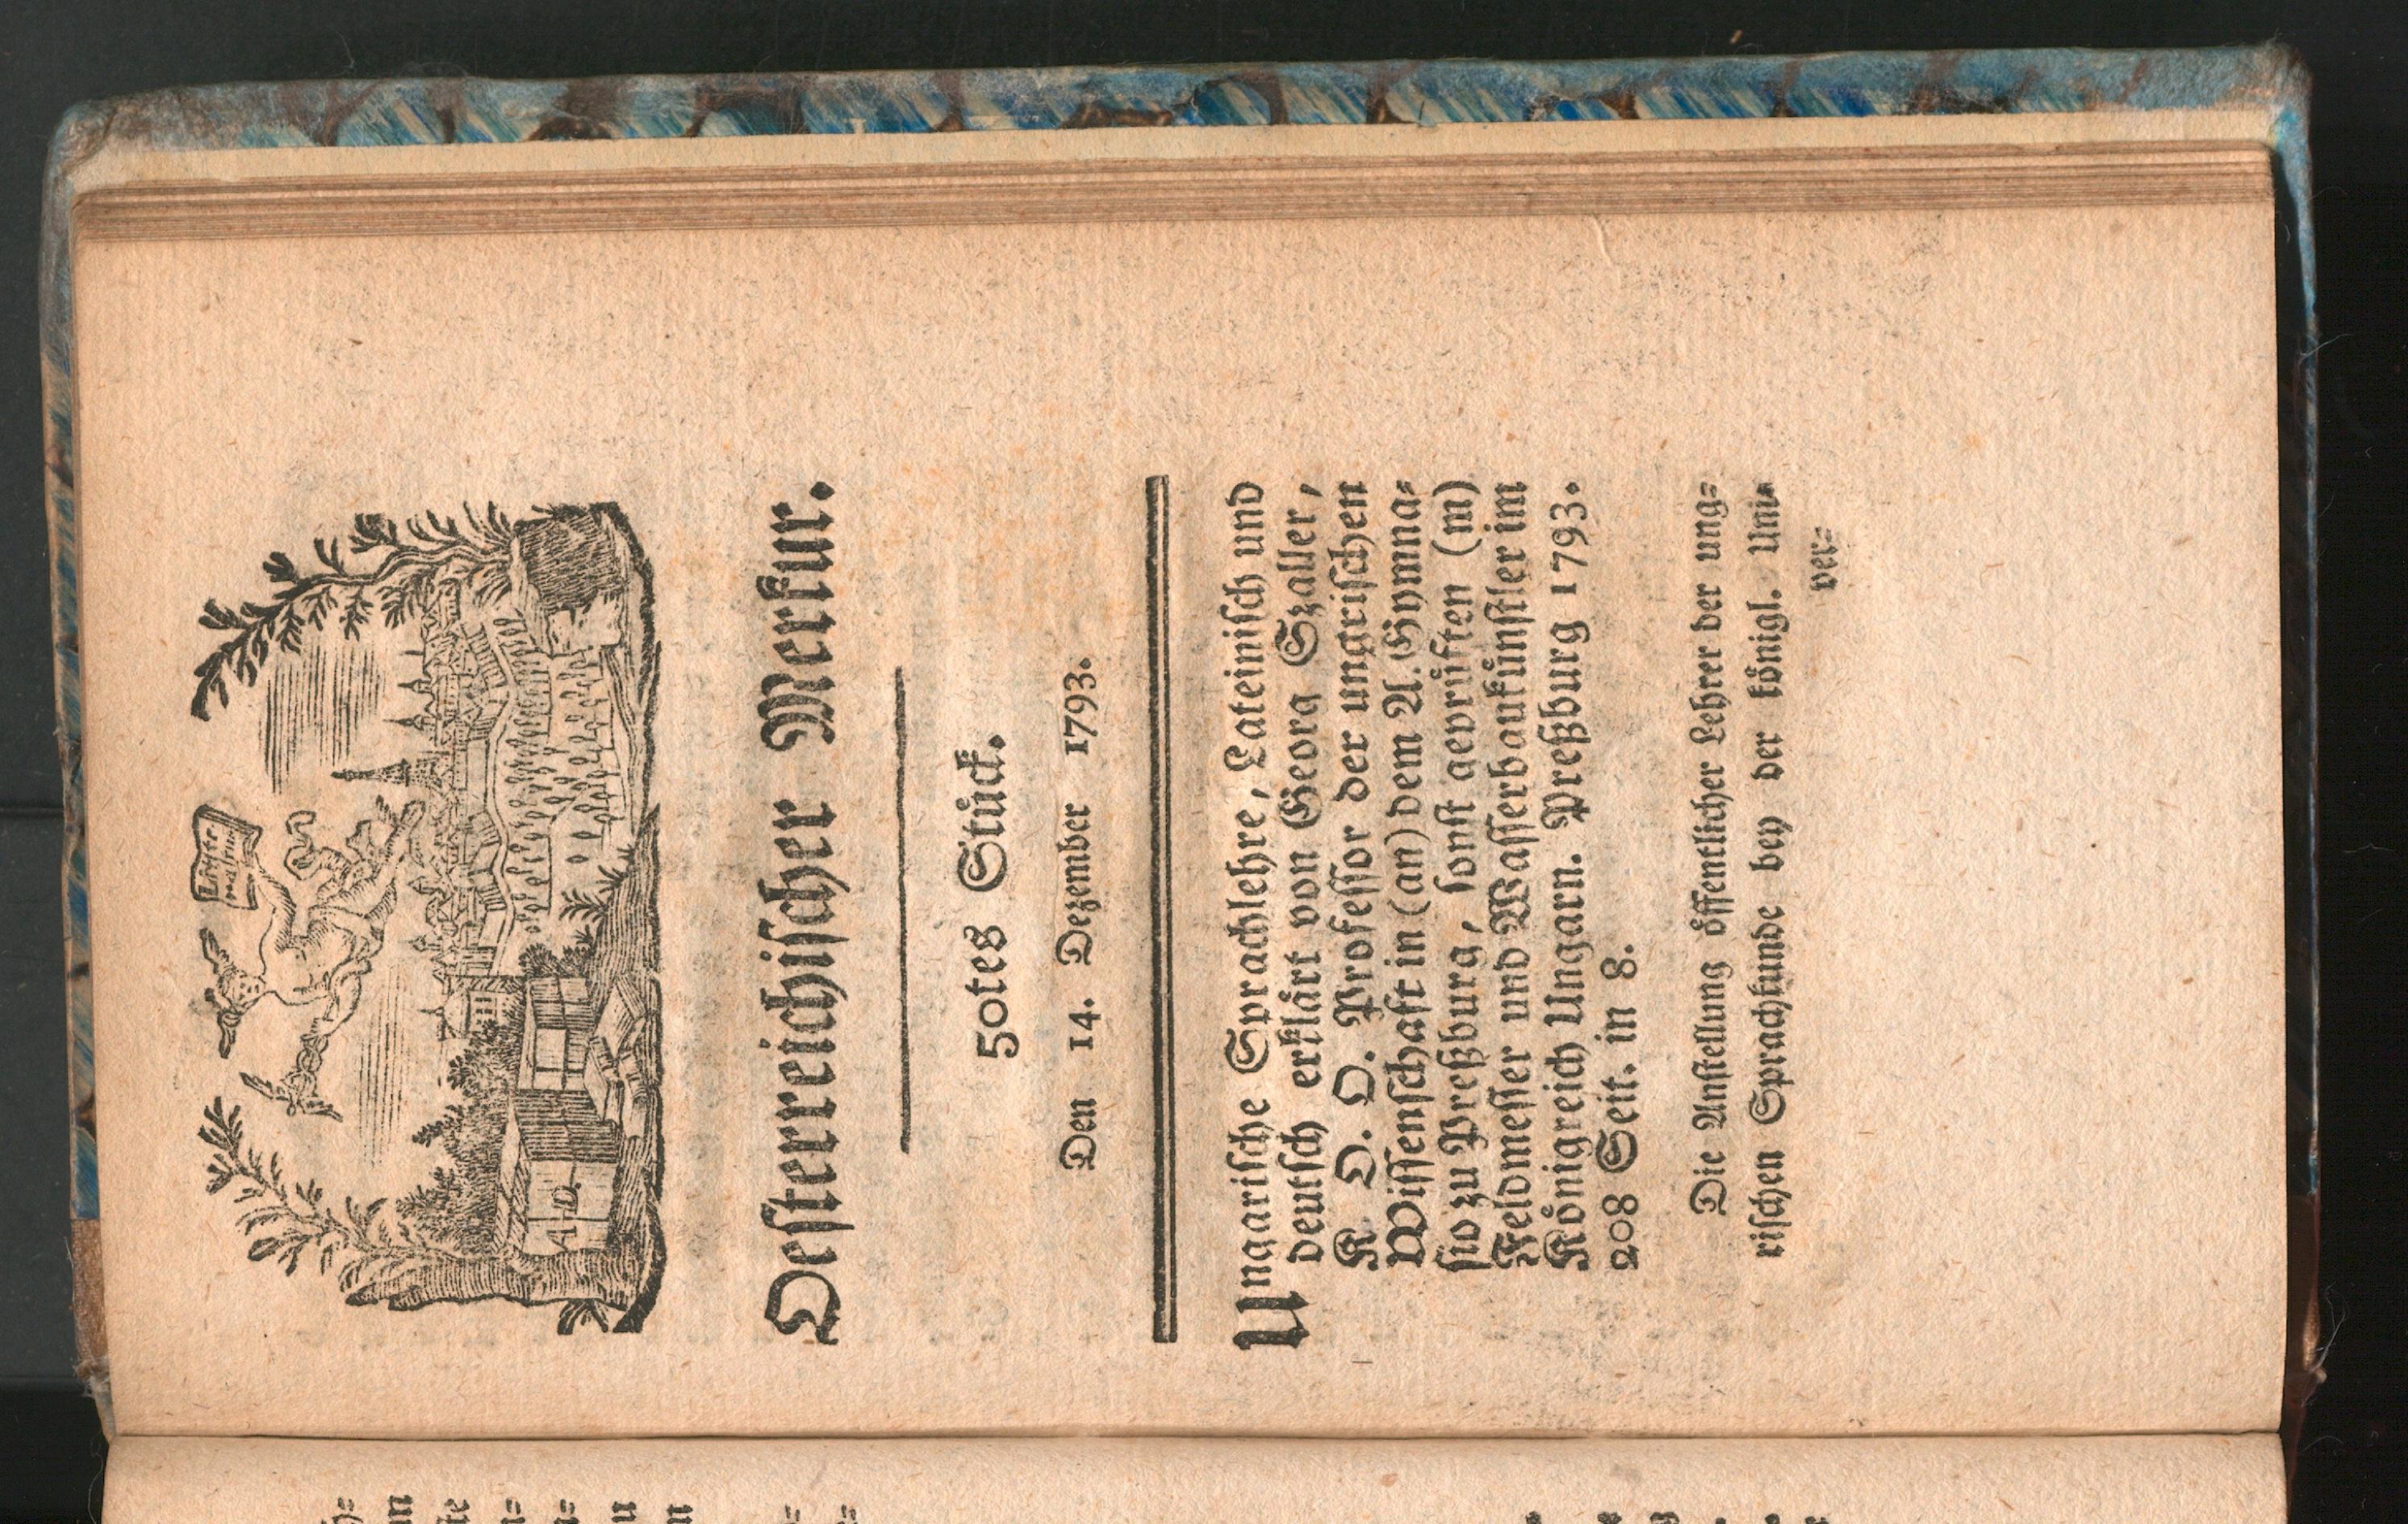 Litter
A-D.
Oesterreichischer Merkur.
50tes Stück.
Den 14. Dezember 1793.
Ungarische Sprachlehre, Lateinisch und
deutsch erklärt von Georg Szaller,
K. O. O. Professor der ungrischen
Wissenschaft in (an) dem A. Gymna-
sio zu Preßburg, sonst geprüften (m)
Feldmesser und Wasserbaukünstler im
Königreich Ungarn. Preßburg 1793.
208 Seit. in 8.
Die Anstellung öffentlicher Lehrer der ung-
rischen Sprachkunde bey der königl. Uni-
ver-